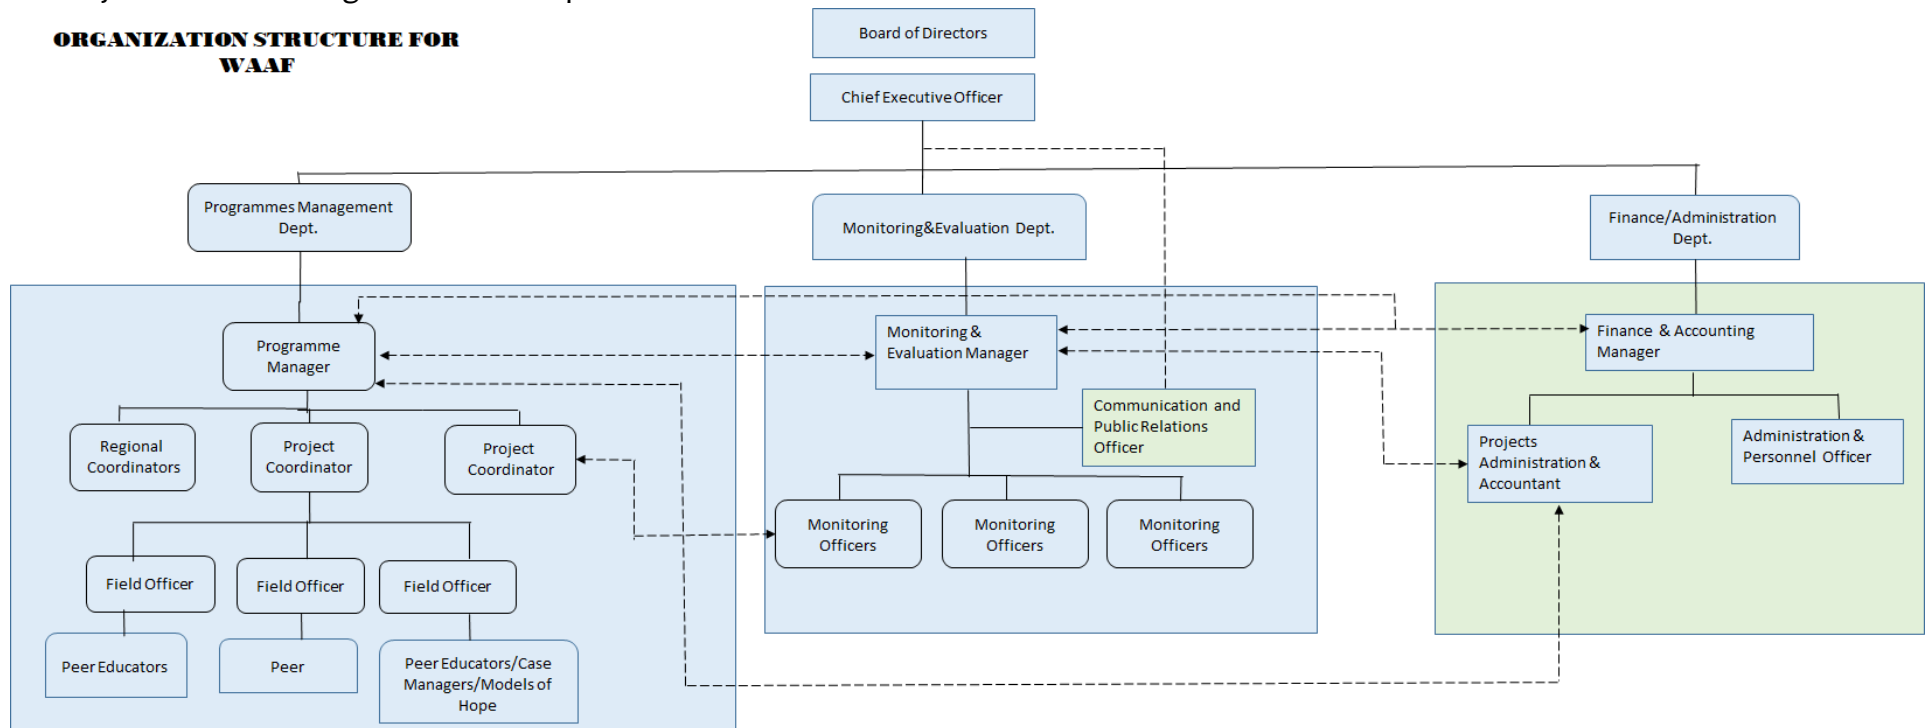 ORGANIZATION STRUCTURE FOR
WAAF
Board of Directors
Chief Executive Officer
Programmes Management
Dept.
Monitoring&Evaluation Dept.
Finance/Administration
Dept.
Programme
Manager
Monitoring &
Evaluation Manager
Finance & Accounting
Manager
Regional
Coordinators
Project
Coordinator
Project
Coordinator
Communication and
Public Relations
Officer
Projects
Administration &
Accountant
Administration &
Personnel Officer
Monitoring
Officers
Monitoring
Officers
Monitoring
Officers
Field Officer
Field Officer
Field Officer
Peer Educators
Peer
Peer Educators/Case
Managers/Models of
Hope